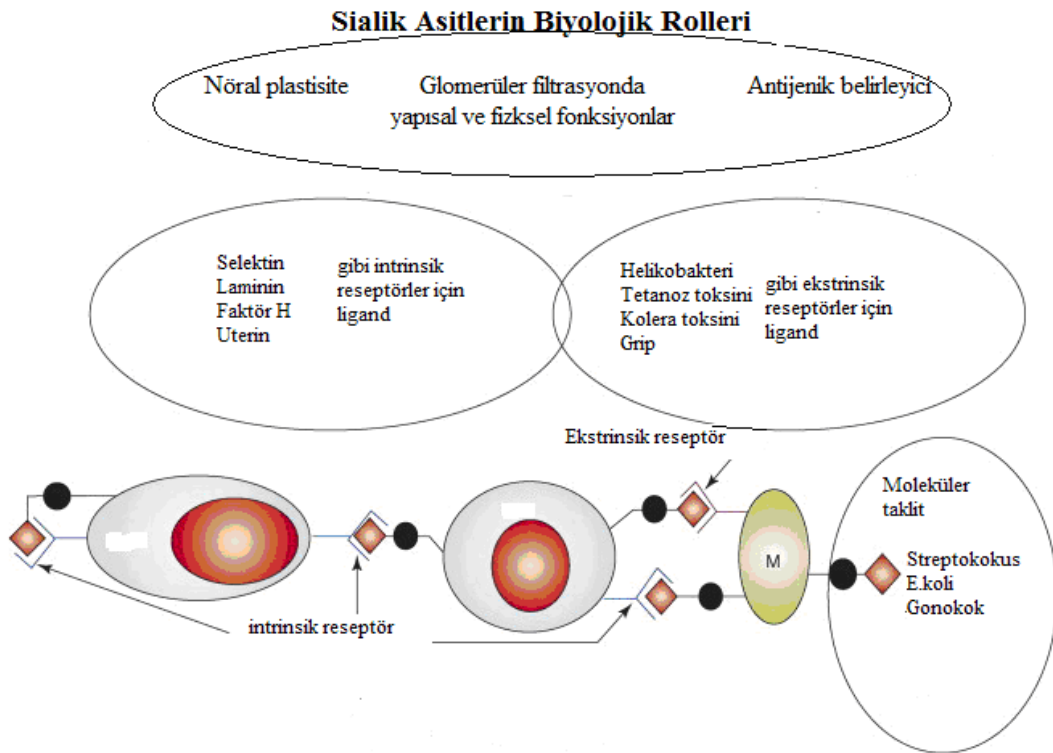 Sialik Asitlerin Biyolojik Rolleri
Nöral plastisite
Glomerüler filtrasyonda
yapısal ve fizksel fonksiyonlar
Antijenik belirleyici
Selektin
Laminin
Faktör H
Uterin
gibi intrinsik
reseptörler için
ligand
Helikobakteri
Tetanoz toksini
Kolera toksini
Grip
gibi ekstrinsik
reseptörler için
ligand
Ekstrinsik reseptör
Moleküler
taklit
M
Streptokokus
E.koli
Gonokok
intrinsik reseptör